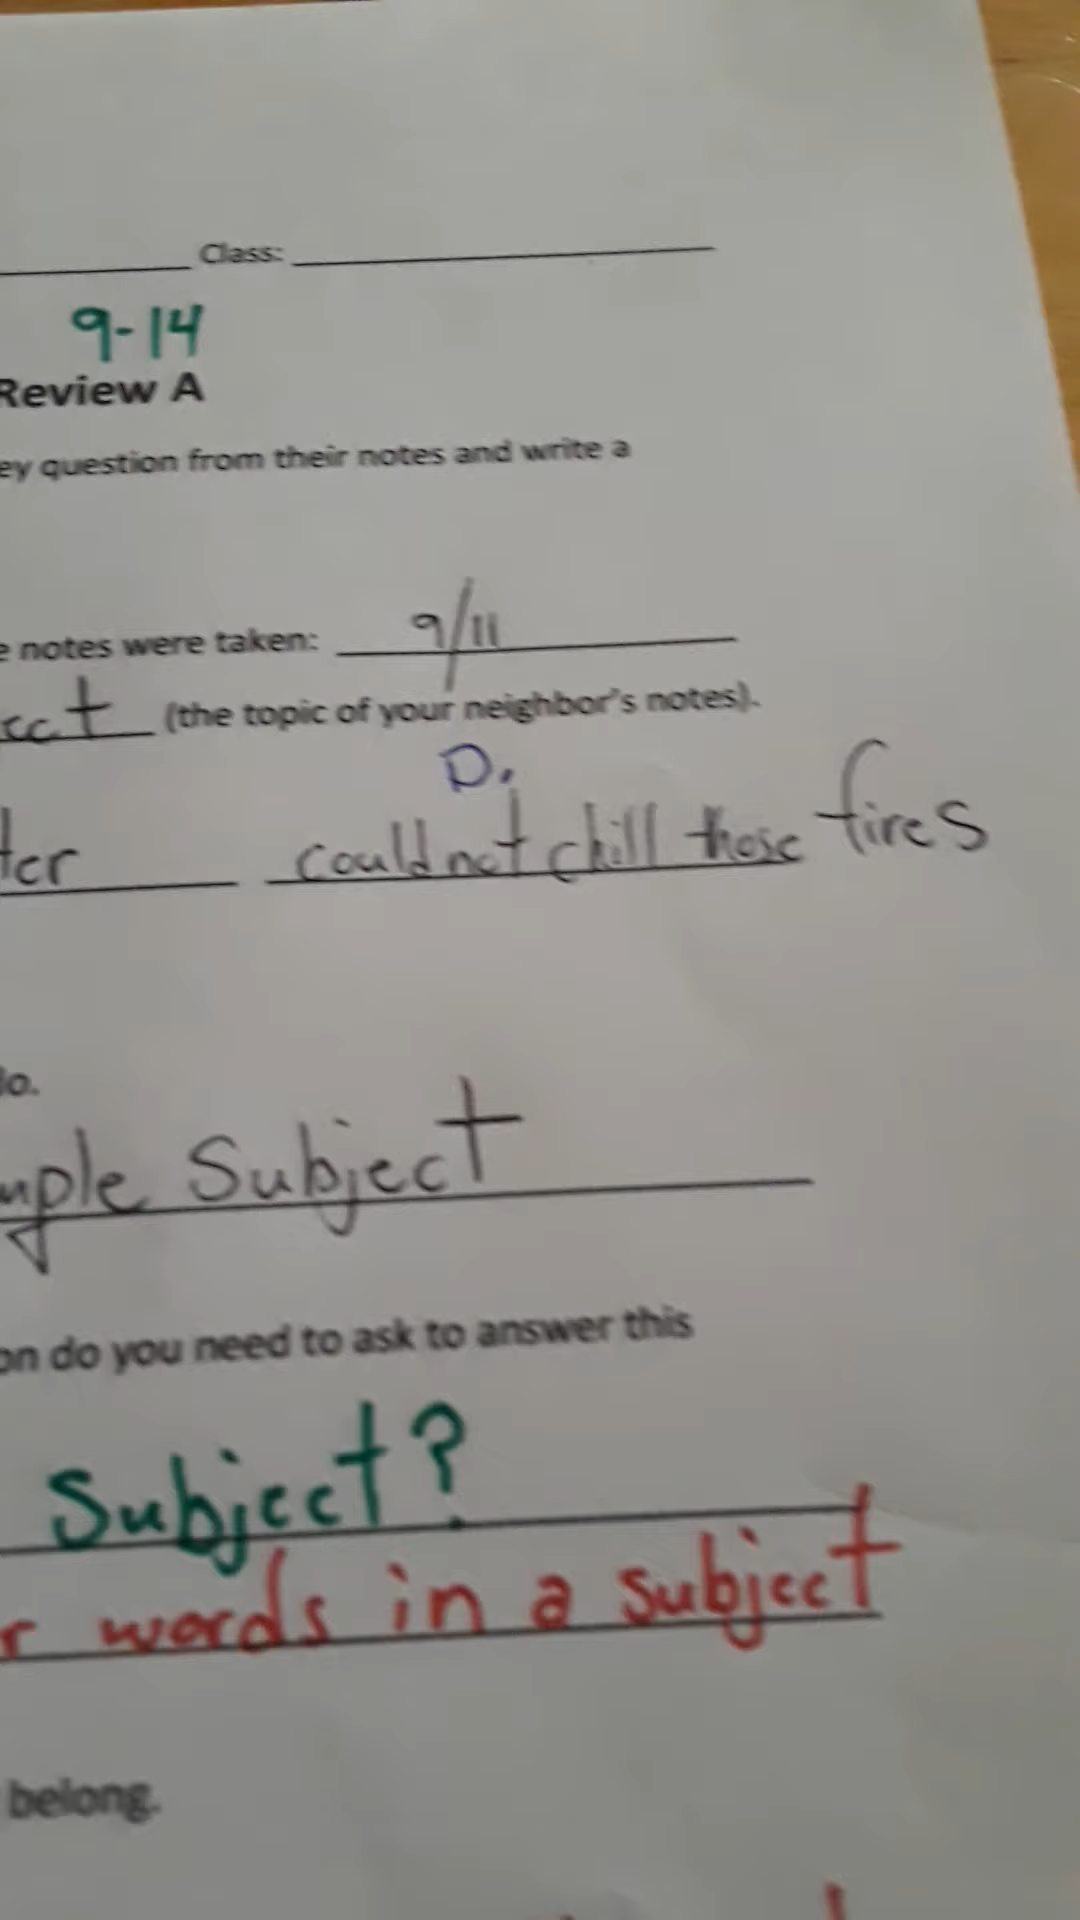 Class:
9-14
Review A
ey question from their notes and write a
e notes were taken: 9/11
ect (the topic of your neighbor's notes).
D.
ter could not chill those fires
lo.
mple Subject
on do you need to ask to answer this
Subject?
r words in a subject
belong.